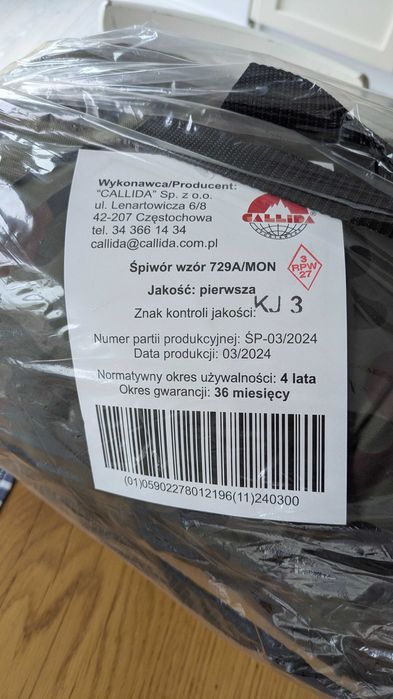 Wykonawca/Producent:
"CALLIDA" Sp. z o.o.
ul. Lenartowicza 6/8
42-207 Częstochowa
tel. 34 366 14 34
callida@callida.com.pl
CALLIDA
Śpiwór wzór 729A/MON
3
RPW
27
Jakość: pierwsza
Znak kontroli jakości: KJ 3
Numer partii produkcyjnej: ŚP-03/2024
Data produkcji: 03/2024
Normatywny okres używalności: 4 lata
Okres gwarancji: 36 miesięcy
(01)05902278012196(11)240300